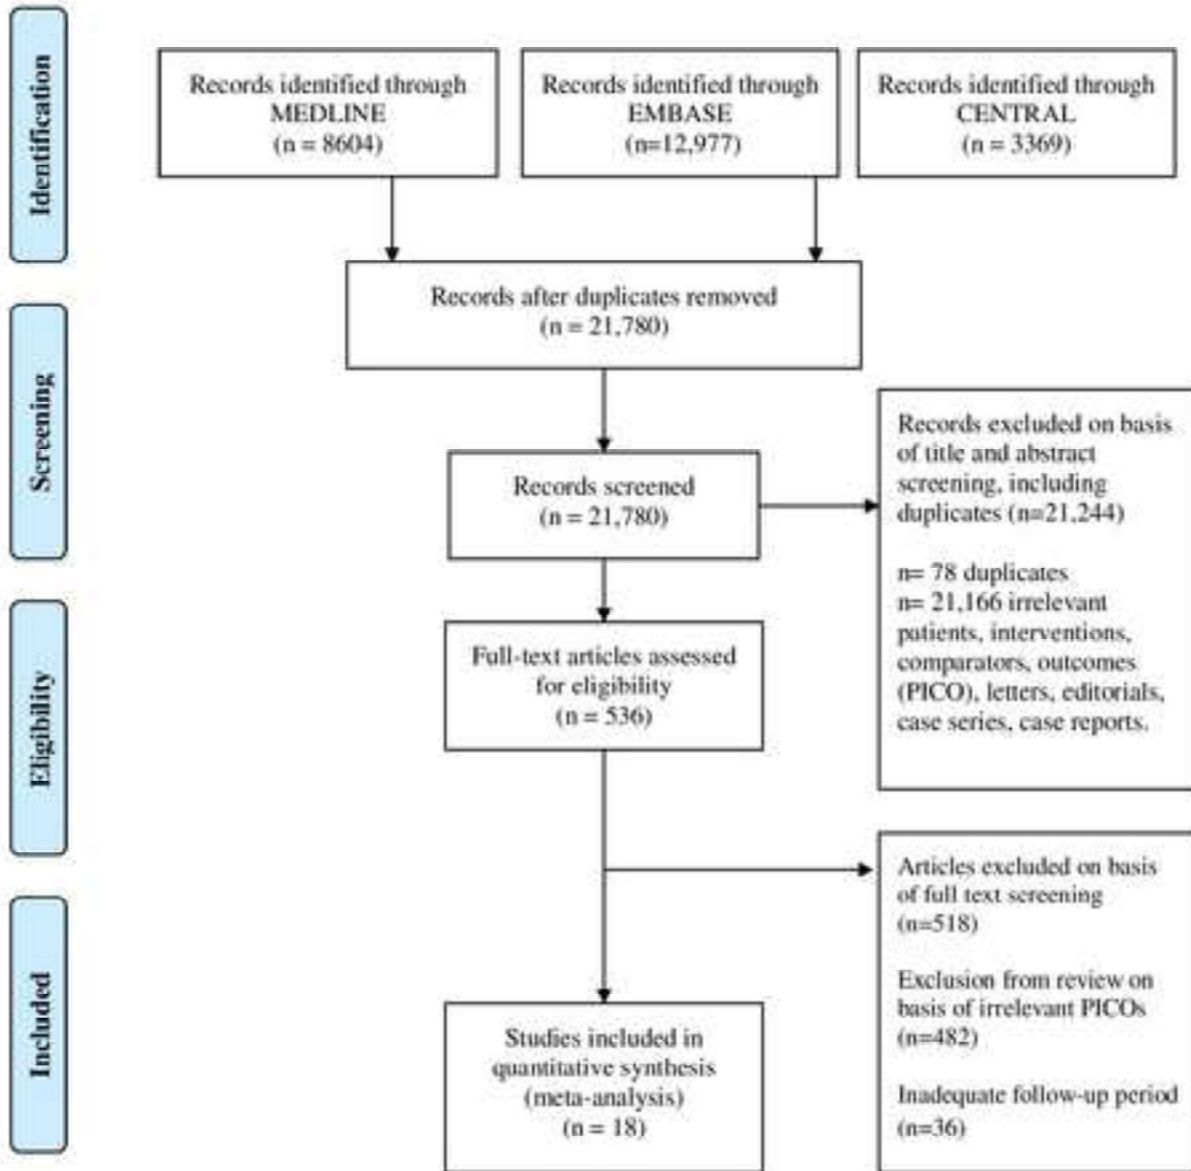 Identification
Records identified through
MEDLINE
(n = 8604)
Records identified through
EMBASE
(n=12,977)
Records identified through
CENTRAL
(n = 3369)
Records after duplicates removed
(n = 21,780)
Screening
Records screened
(n = 21,780)
Records excluded on basis
of title and abstract
screening, including
duplicates (n=21,244)
n= 78 duplicates
n= 21,166 irrelevant
patients, interventions,
comparators, outcomes
(PICO), letters, editorials,
case series, case reports.
Eligibility
Full-text articles assessed
for eligibility
(n = 536)
Articles excluded on basis
of full text screening
(n=518)
Exclusion from review on
basis of irrelevant PICOs
(n=482)
Inadequate follow-up period
(n=36)
Included
Studies included in
quantitative synthesis
(meta-analysis)
(n = 18)